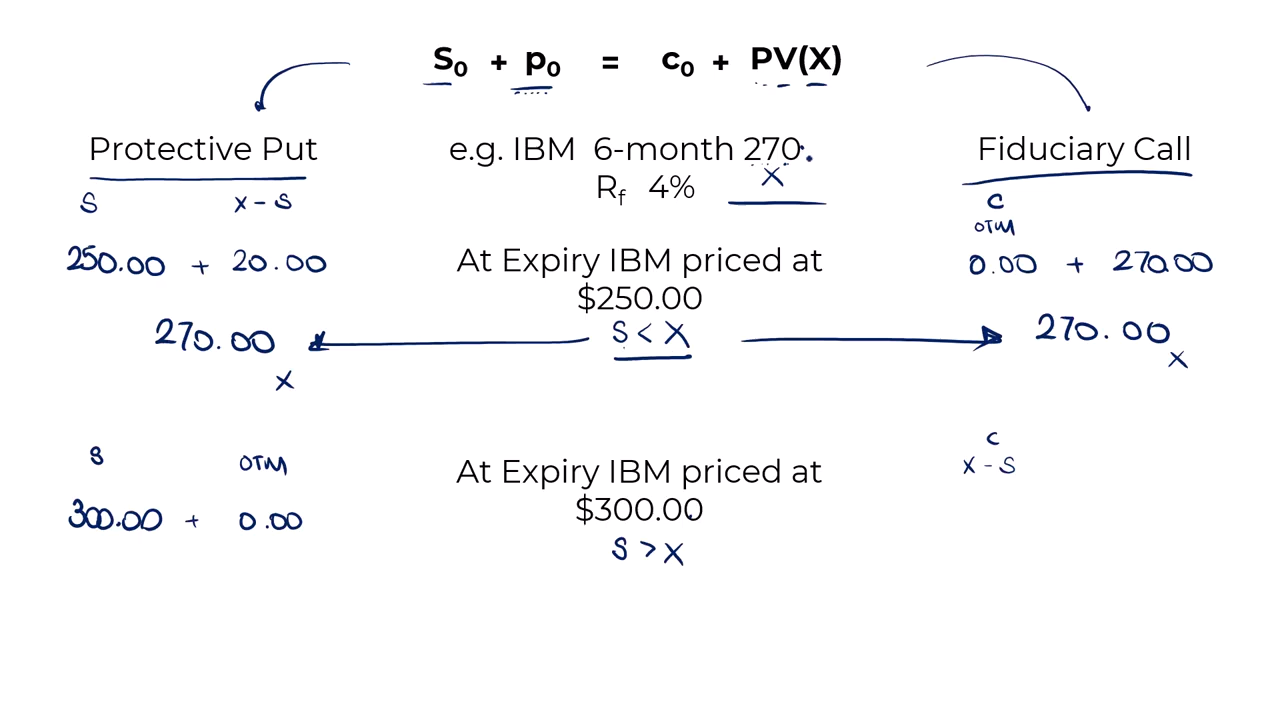 S0 + p0 = c0 + PV(X)
Protective Put e.g. IBM 6-month 270 Fiduciary Call
Rf 4% X
S X - S C
OTM
250.00 + 20.00 At Expiry IBM priced at 0.00 + 270.00
$250.00
270.00 S < X 270.00
X X
S OTM At Expiry IBM priced at C
X - S
300.00 + 0.00 $300.00
S > X